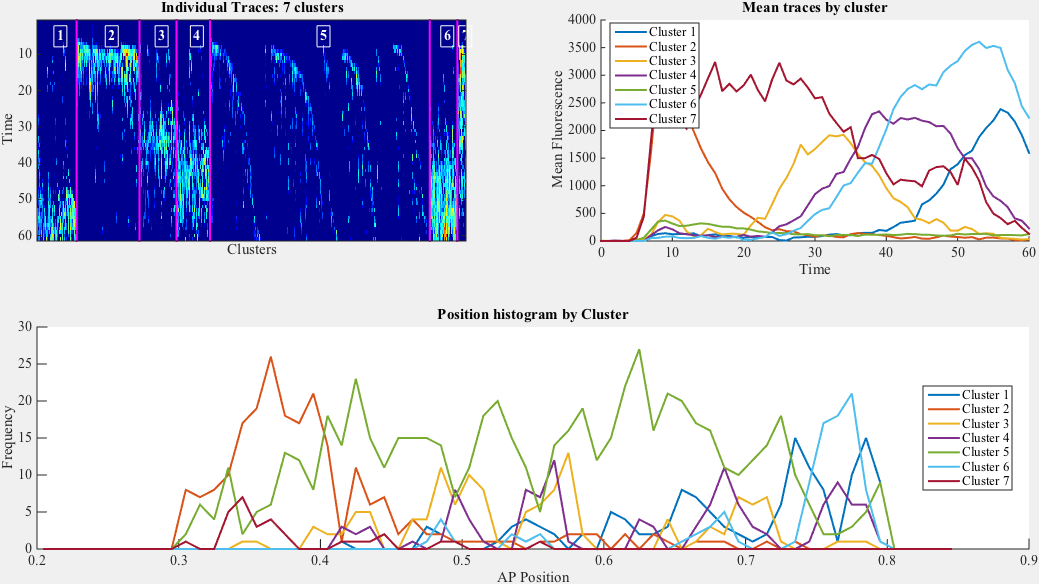 Individual Traces: 7 clusters
1 2 3 4 5 6 7
10
20
30
40
50
60
Time
Clusters
Mean traces by cluster
4000
3500
3000
2500
2000
1500
1000
500
0
Mean Fluorescence
Cluster 1
Cluster 2
Cluster 3
Cluster 4
Cluster 5
Cluster 6
Cluster 7
0 10 20 30 40 50 60
Time
Position histogram by Cluster
30
25
20
15
10
5
0
Frequency
Cluster 1
Cluster 2
Cluster 3
Cluster 4
Cluster 5
Cluster 6
Cluster 7
0.2 0.3 0.4 0.5 0.6 0.7 0.8 0.9
AP Position